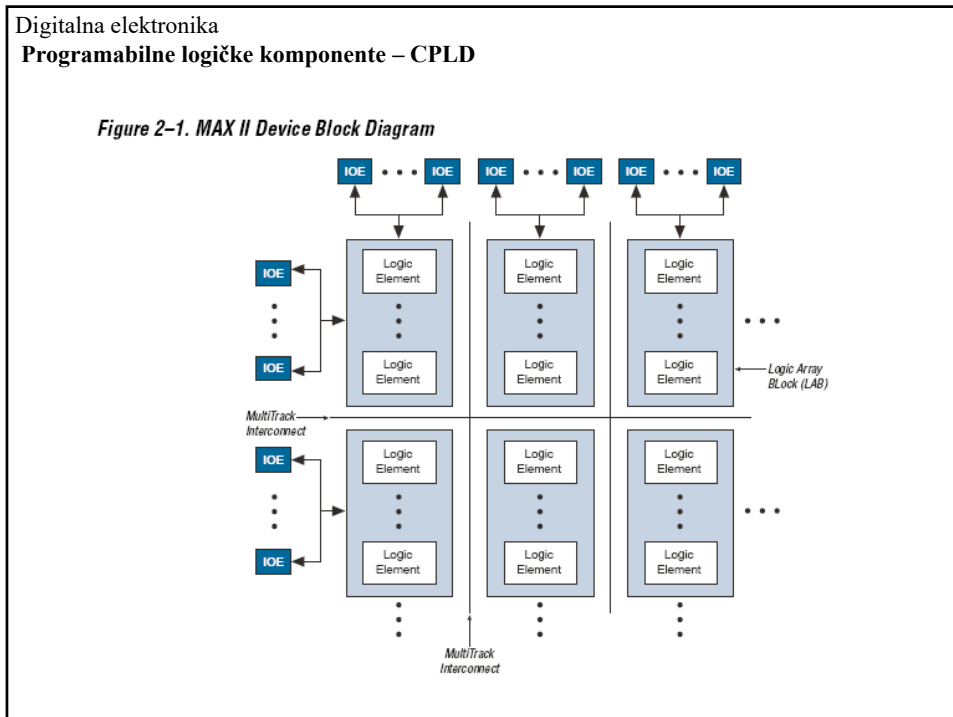 Digitalna elektronika
Programabilne logičke komponente – CPLD
Figure 2–1. MAX II Device Block Diagram
IOE • • • IOE IOE • • • IOE IOE • • • IOE
Logic Element Logic Element Logic Element
IOE
Logic Element Logic Element Logic Element
IOE
Logic Array
BLock (LAB)
MultiTrack
Interconnect
Logic Element Logic Element Logic Element
IOE
Logic Element Logic Element Logic Element
IOE
MultiTrack
Interconnect